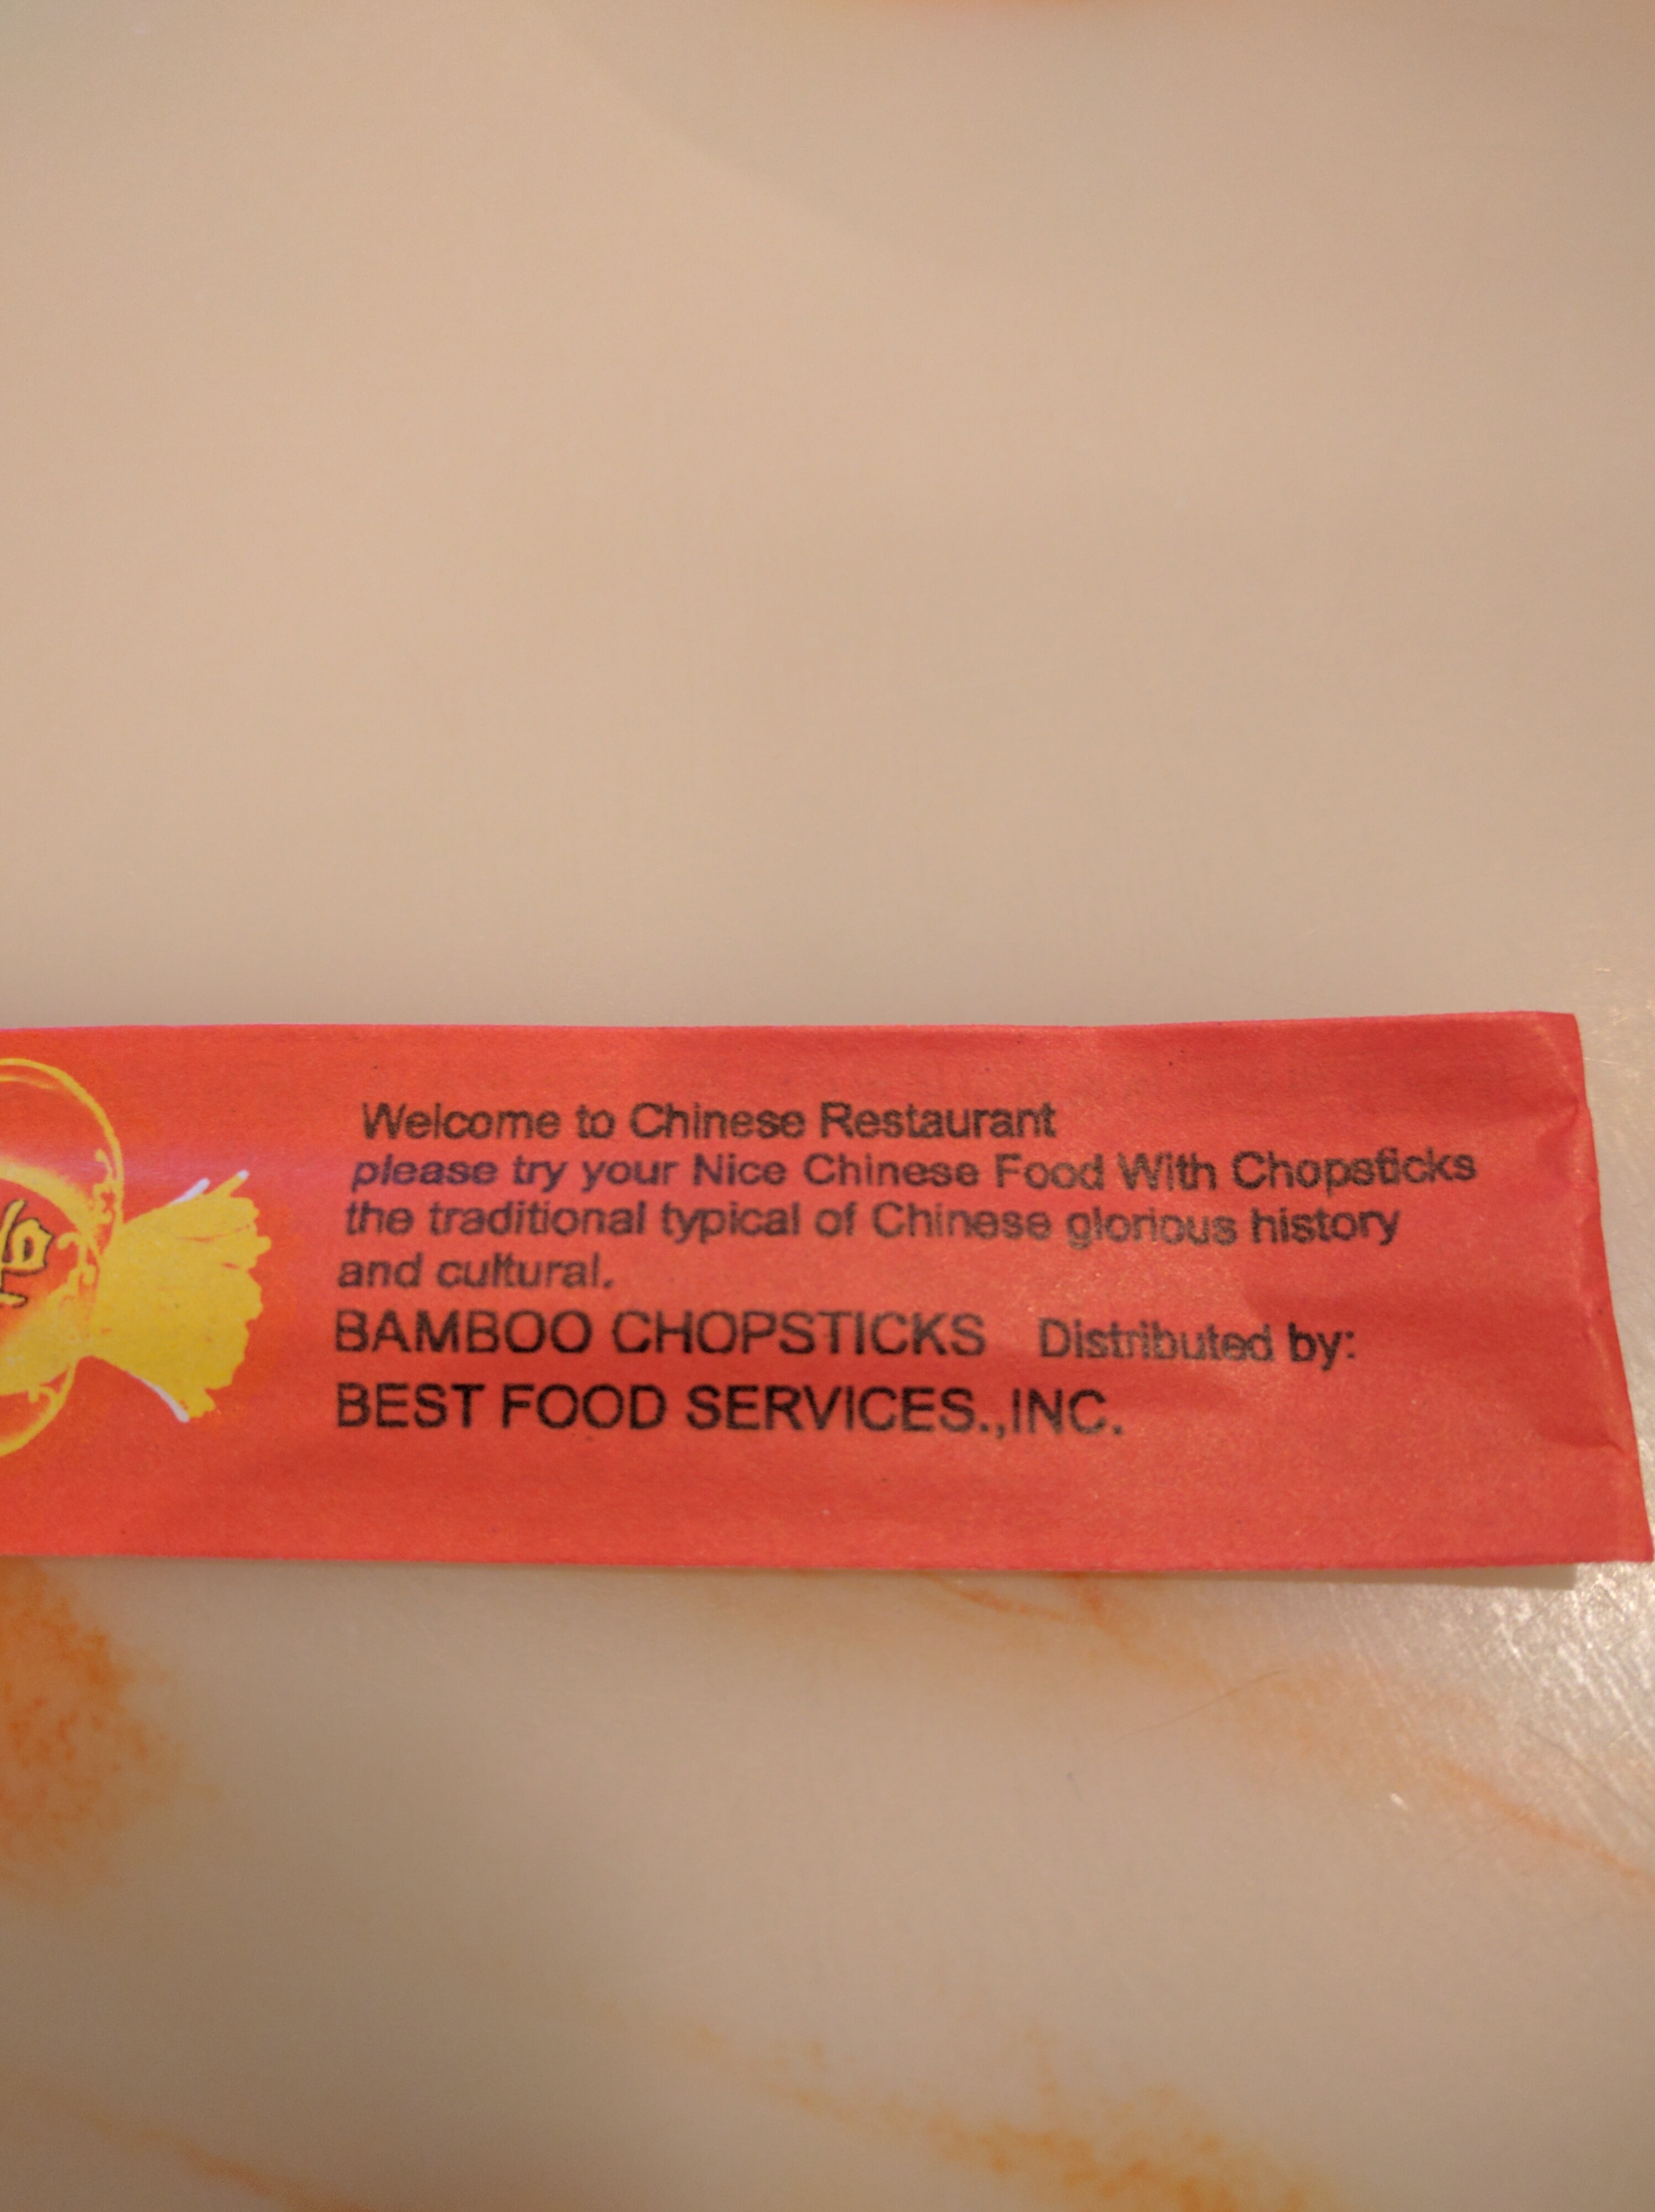 Welcome to Chinese Restaurant
please try your Nice Chinese Food With Chopsticks
the traditional typical of Chinese glorious history
and cultural.
BAMBOO CHOPSTICKS Distributed by:
BEST FOOD SERVICES.,INC.